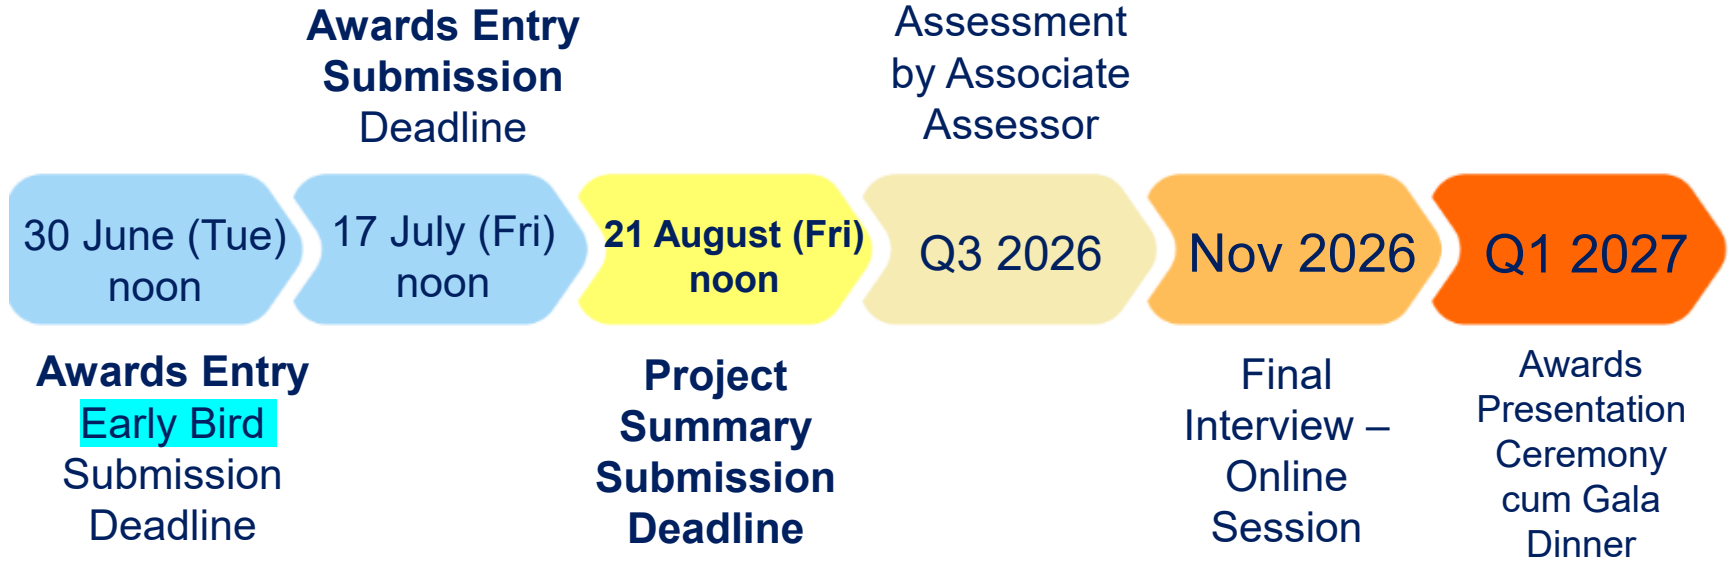 Awards Entry
Submission
Deadline
Assessment
by Associate
Assessor
30 June (Tue)
noon
17 July (Fri)
noon
21 August (Fri)
noon
Q3 2026
Nov 2026
Q1 2027
Awards Entry
Early Bird
Submission
Deadline
Project
Summary
Submission
Deadline
Final
Interview –
Online
Session
Awards
Presentation
Ceremony
cum Gala
Dinner